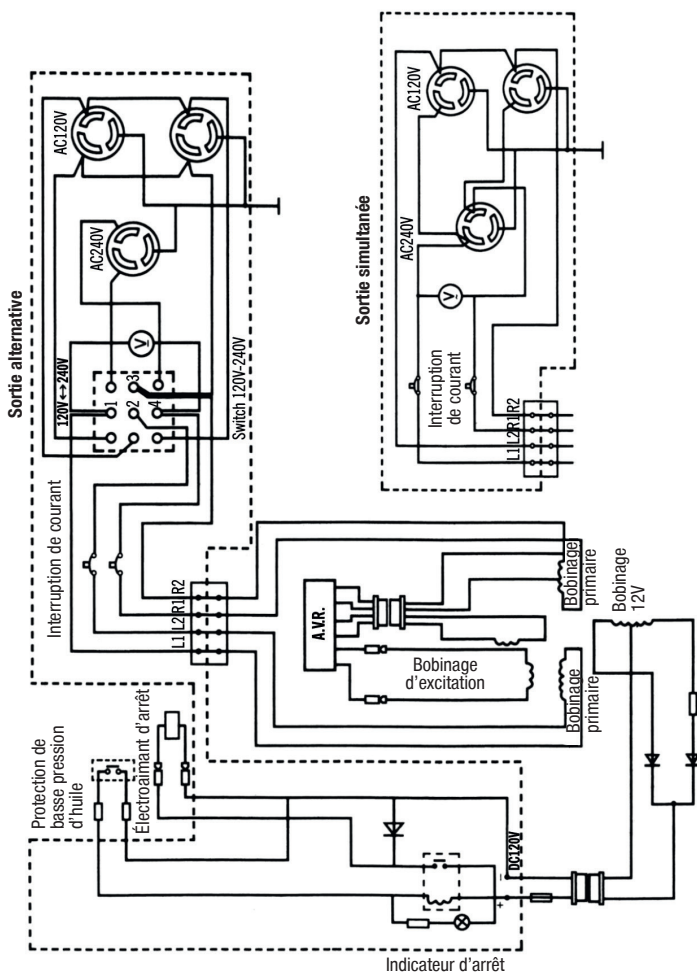 Sortie alternative
120V↔240V
1
2
3
4
V
AC240V
AC120V
Switch 120V-240V
Interruption de courant
L1 L2 R1 R2
Sortie simultanée
AC120V
AC240V
V
Interruption
de courant
L1 L2 R1 R2
Protection de
basse pression
d'huile
Électroaimant d'arrêt
A.V.R.
Bobinage
d'excitation
Bobinage
primaire
Bobinage
primaire
Bobinage
12V
+
−
DC120V
Indicateur d'arrêt